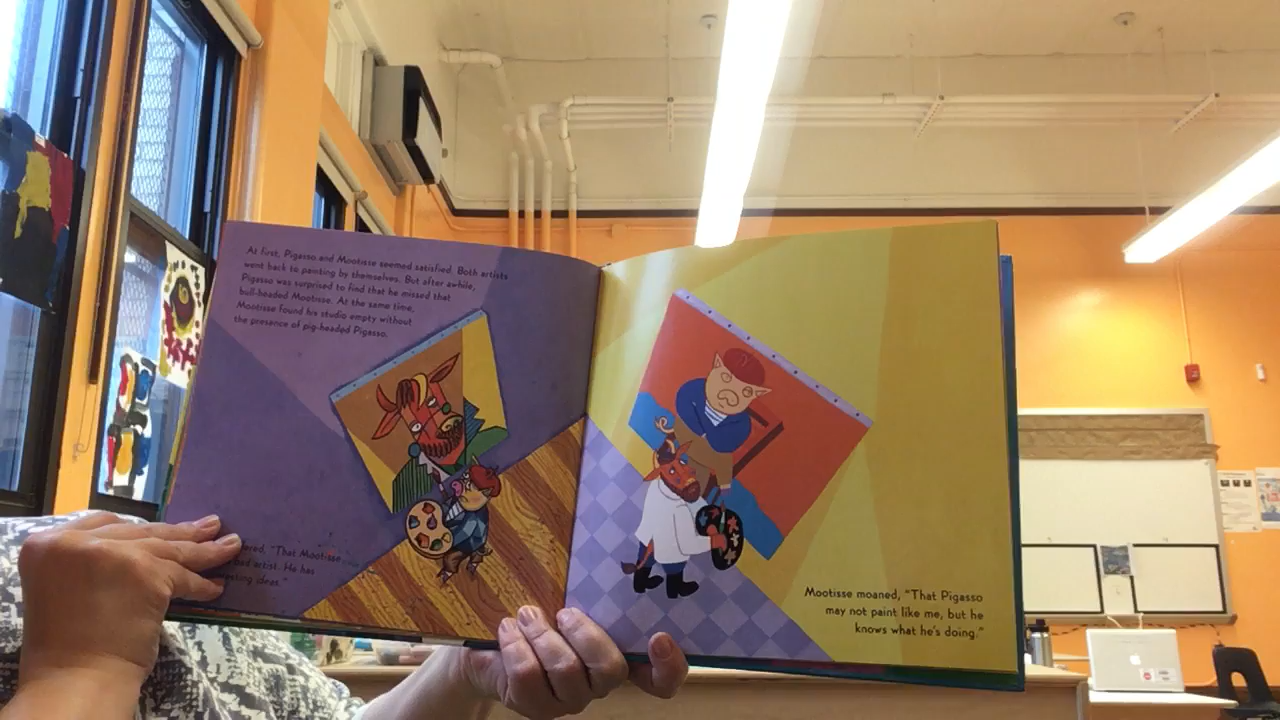 At first, Pigasso and Mootisse seemed satisfied. Both artists
went back to painting by themselves. But after awhile,
Pigasso was surprised to find that he missed that
bull-headed Mootisse. At the same time,
Mootisse found his studio empty without
the presence of pig-headed Pigasso.
"That Mootisse
bad artist. He has
ideas."
Mootisse moaned, "That Pigasso
may not paint like me, but he
knows what he's doing."